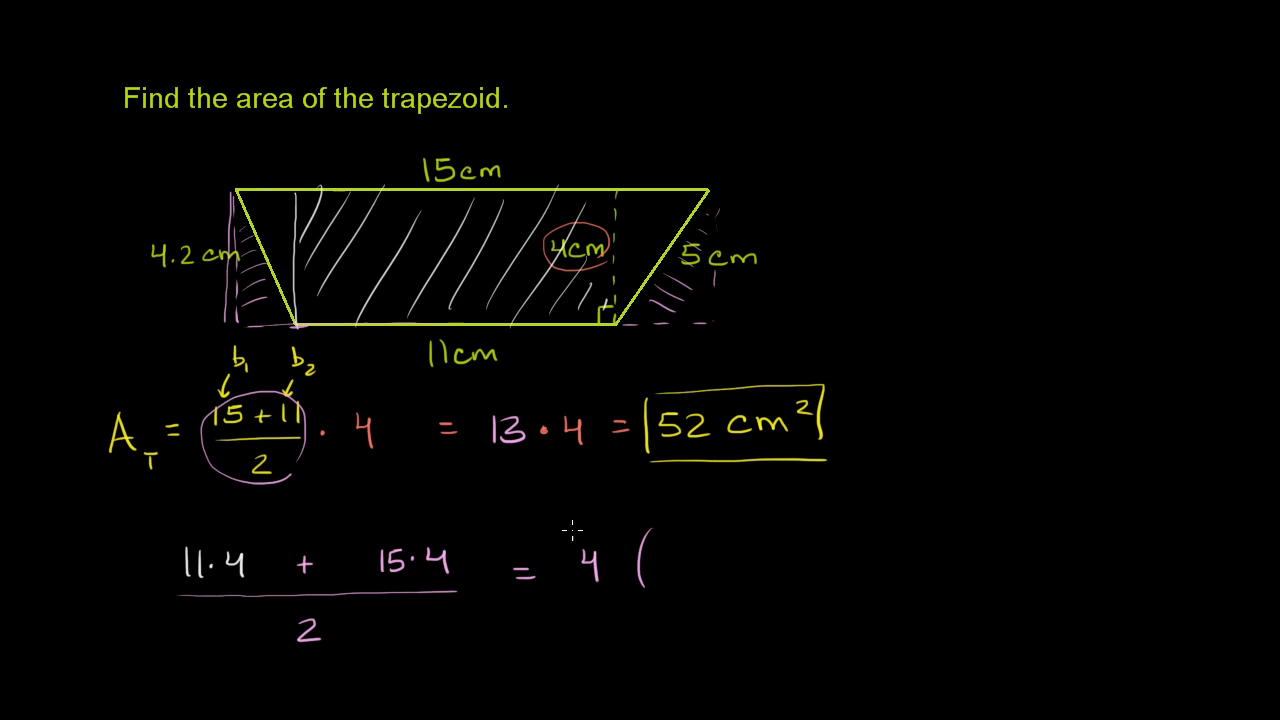 Find the area of the trapezoid.
15cm
4.2 cm 4cm 5cm
11cm
b₁ b₂
A_T = (15 + 11)/2 · 4 = 13 · 4 = 52 cm²
(11·4 + 15·4)/2 = 4 (